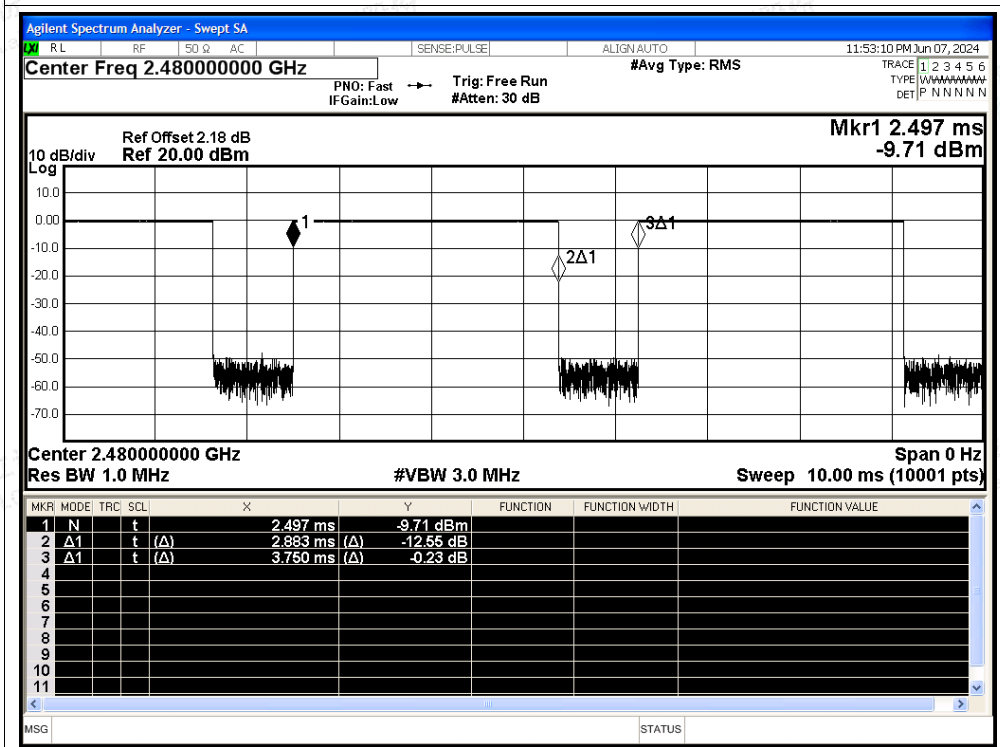 Agilent Spectrum Analyzer - Swept SA
LXI RL RF 50 Ω AC SENSE:PULSE ALIGN AUTO 11:53:10 PM Jun 07, 2024
Center Freq 2.480000000 GHz #Avg Type: RMS TRACE 1 2 3 4 5 6
PNO: Fast Trig: Free Run TYPE WWWWWW
IFGain:Low #Atten: 30 dB DET P N N N N N
Mkr1 2.497 ms
Ref Offset 2.18 dB
10 dB/div Ref 20.00 dBm -9.71 dBm
Log
10.0
0.00
1
3Δ1
-10.0
2Δ1
-20.0
-30.0
-40.0
-50.0
-60.0
-70.0
Center 2.480000000 GHz Span 0 Hz
Res BW 1.0 MHz #VBW 3.0 MHz Sweep 10.00 ms (10001 pts)
MKR MODE TRC SCL X Y FUNCTION FUNCTION WIDTH FUNCTION VALUE
1 N t 2.497 ms -9.71 dBm
2 Δ1 t (Δ) 2.883 ms (Δ) -12.55 dB
3 Δ1 t (Δ) 3.750 ms (Δ) -0.23 dB
4
5
6
7
8
9
10
11
MSG STATUS